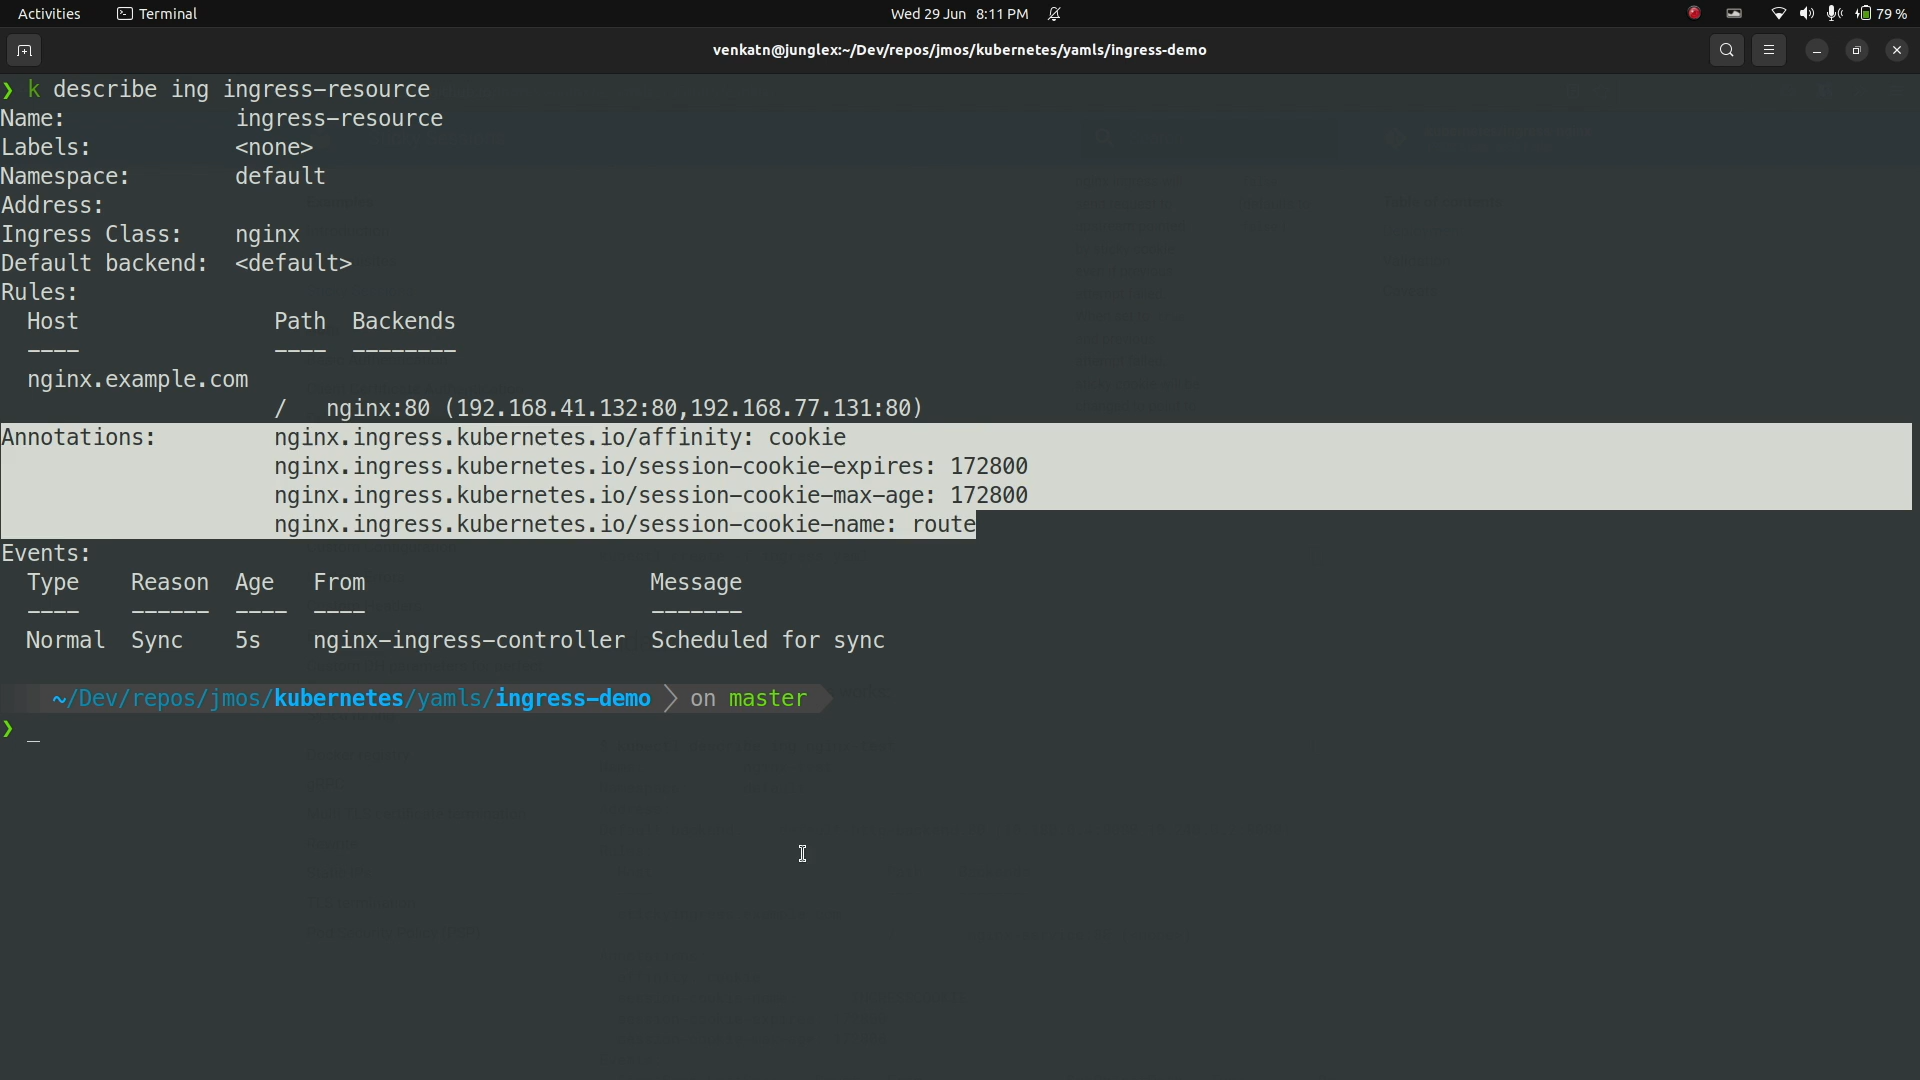 Activities Terminal Wed 29 Jun 8:11 PM 79 %
venkatn@junglex:~/Dev/repos/jmos/kubernetes/yamls/ingress-demo
❯ k describe ing ingress-resource
Name: ingress-resource
Labels: <none>
Namespace: default
Address:
Ingress Class: nginx
Default backend: <default>
Rules:
Host Path Backends
---- ---- --------
nginx.example.com
/ nginx:80 (192.168.41.132:80,192.168.77.131:80)
Annotations: nginx.ingress.kubernetes.io/affinity: cookie
nginx.ingress.kubernetes.io/session-cookie-expires: 172800
nginx.ingress.kubernetes.io/session-cookie-max-age: 172800
nginx.ingress.kubernetes.io/session-cookie-name: route
Events:
Type Reason Age From Message
---- ------ ---- ---- -------
Normal Sync 5s nginx-ingress-controller Scheduled for sync
~/Dev/repos/jmos/kubernetes/yamls/ingress-demo on master
❯ _